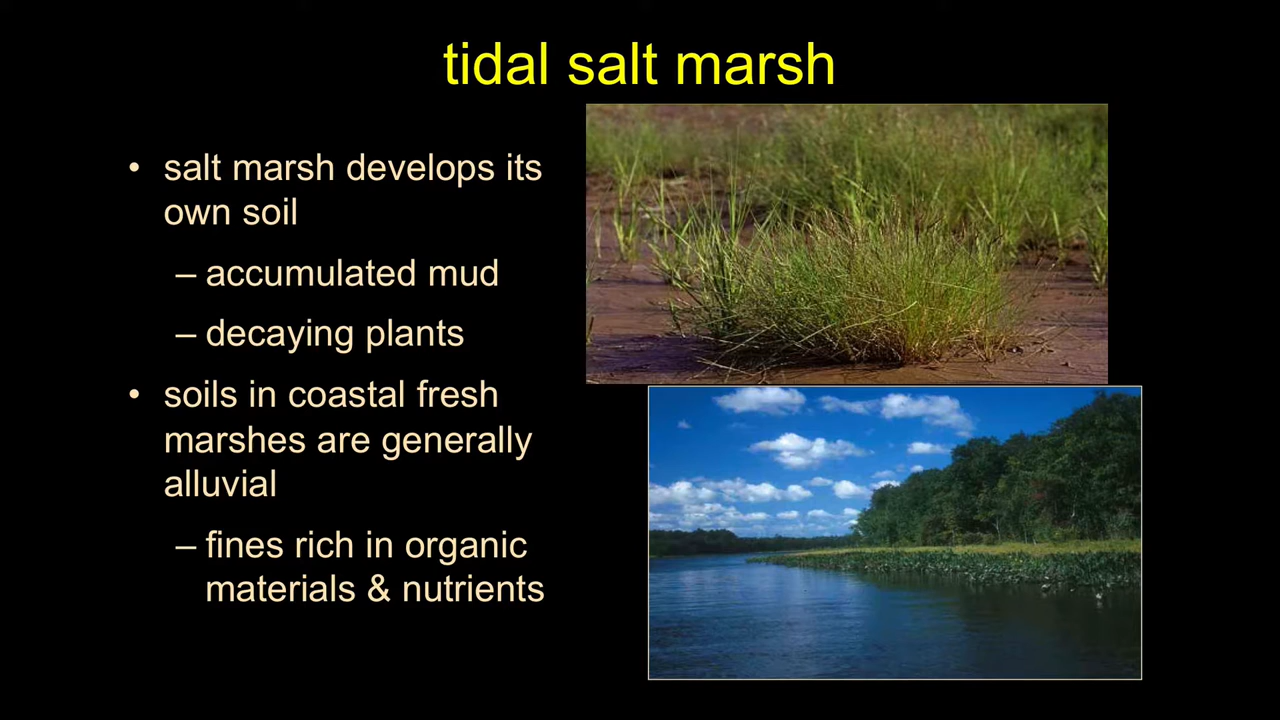 tidal salt marsh
• salt marsh develops its
own soil
– accumulated mud
– decaying plants
• soils in coastal fresh
marshes are generally
alluvial
– fines rich in organic
materials & nutrients